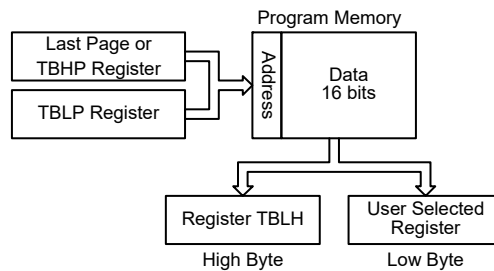 Program Memory
Last Page or
TBHP Register
TBLP Register
Address
Data
16 bits
Register TBLH
User Selected
Register
High Byte
Low Byte